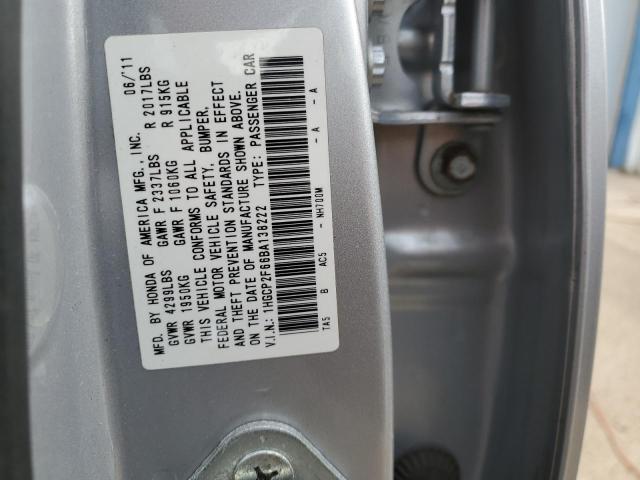 MFD. BY HONDA OF AMERICA MFG., INC. 06/'11
GVWR 4299LBS GAWR F 2337LBS R 2017LBS
GVWR 1950KG GAWR F 1060KG R 915KG
THIS VEHICLE CONFORMS TO ALL APPLICABLE
FEDERAL MOTOR VEHICLE SAFETY, BUMPER,
AND THEFT PREVENTION STANDARDS IN EFFECT
ON THE DATE OF MANUFACTURE SHOWN ABOVE.
V.I.N.: 1HGCP2F66BA138222 TYPE: PASSENGER CAR
TA5 B AC5 - NH700M - A - A